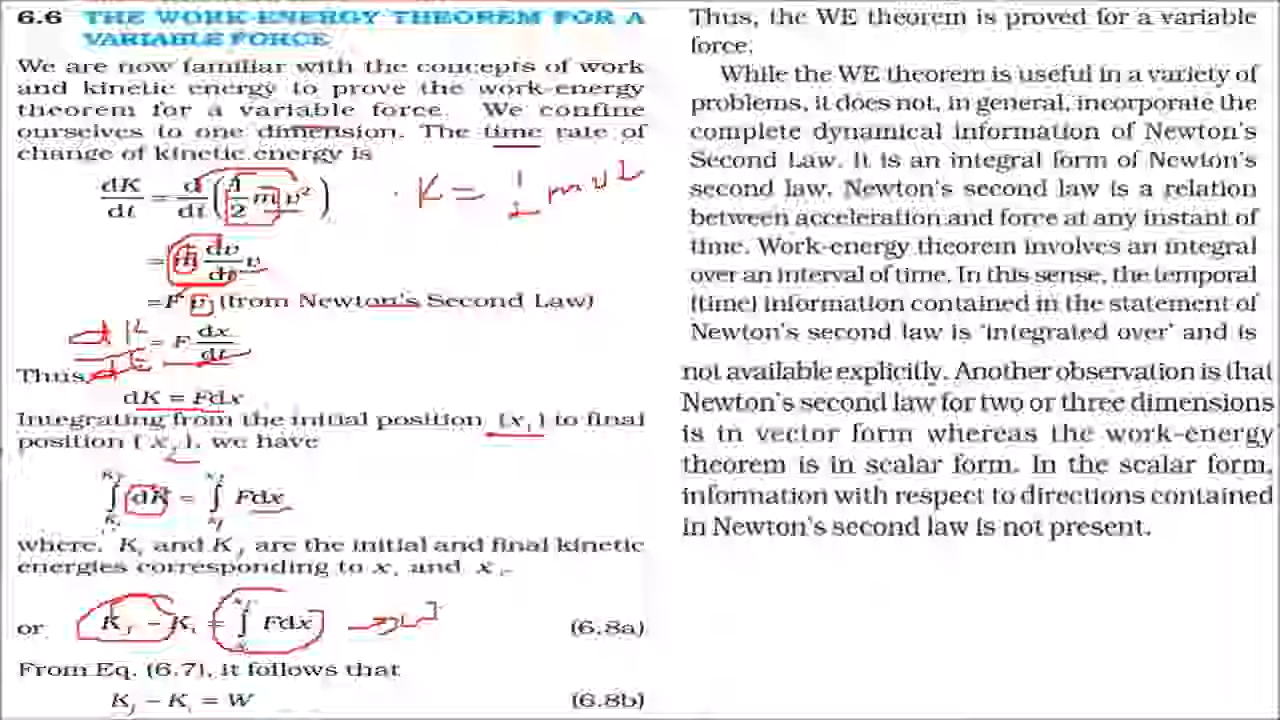 6.6 THE WORK-ENERGY THEOREM FOR A
VARIABLE FORCE
We are now familiar with the concepts of work
and kinetic energy to prove the work-energy
theorem for a variable force. We confine
ourselves to one dimension. The time rate of
change of kinetic energy is
dK/dt = d/dt (1/2 m v²)
K = 1/2 mv²
= m dv/dt v
=F v (from Newton's Second Law)
dK/dt = F dx/dt
Thus,
dK = Fdx
Integrating from the initial position (xᵢ) to final
position (x_f), we have
∫ dK = ∫ Fdx
where, Kᵢ and K_f are the initial and final kinetic
energies corresponding to xᵢ and x_f.
or K_f – Kᵢ = ∫ Fdx (6.8a)
From Eq. (6.7), it follows that
K_f – Kᵢ = W (6.8b)
Thus, the WE theorem is proved for a variable
force.
While the WE theorem is useful in a variety of
problems, it does not, in general, incorporate the
complete dynamical information of Newton's
Second Law. It is an integral form of Newton's
second law. Newton's second law is a relation
between acceleration and force at any instant of
time. Work-energy theorem involves an integral
over an interval of time. In this sense, the temporal
(time) information contained in the statement of
Newton's second law is 'integrated over' and is
not available explicitly. Another observation is that
Newton's second law for two or three dimensions
is in vector form whereas the work-energy
theorem is in scalar form. In the scalar form,
information with respect to directions contained
in Newton's second law is not present.